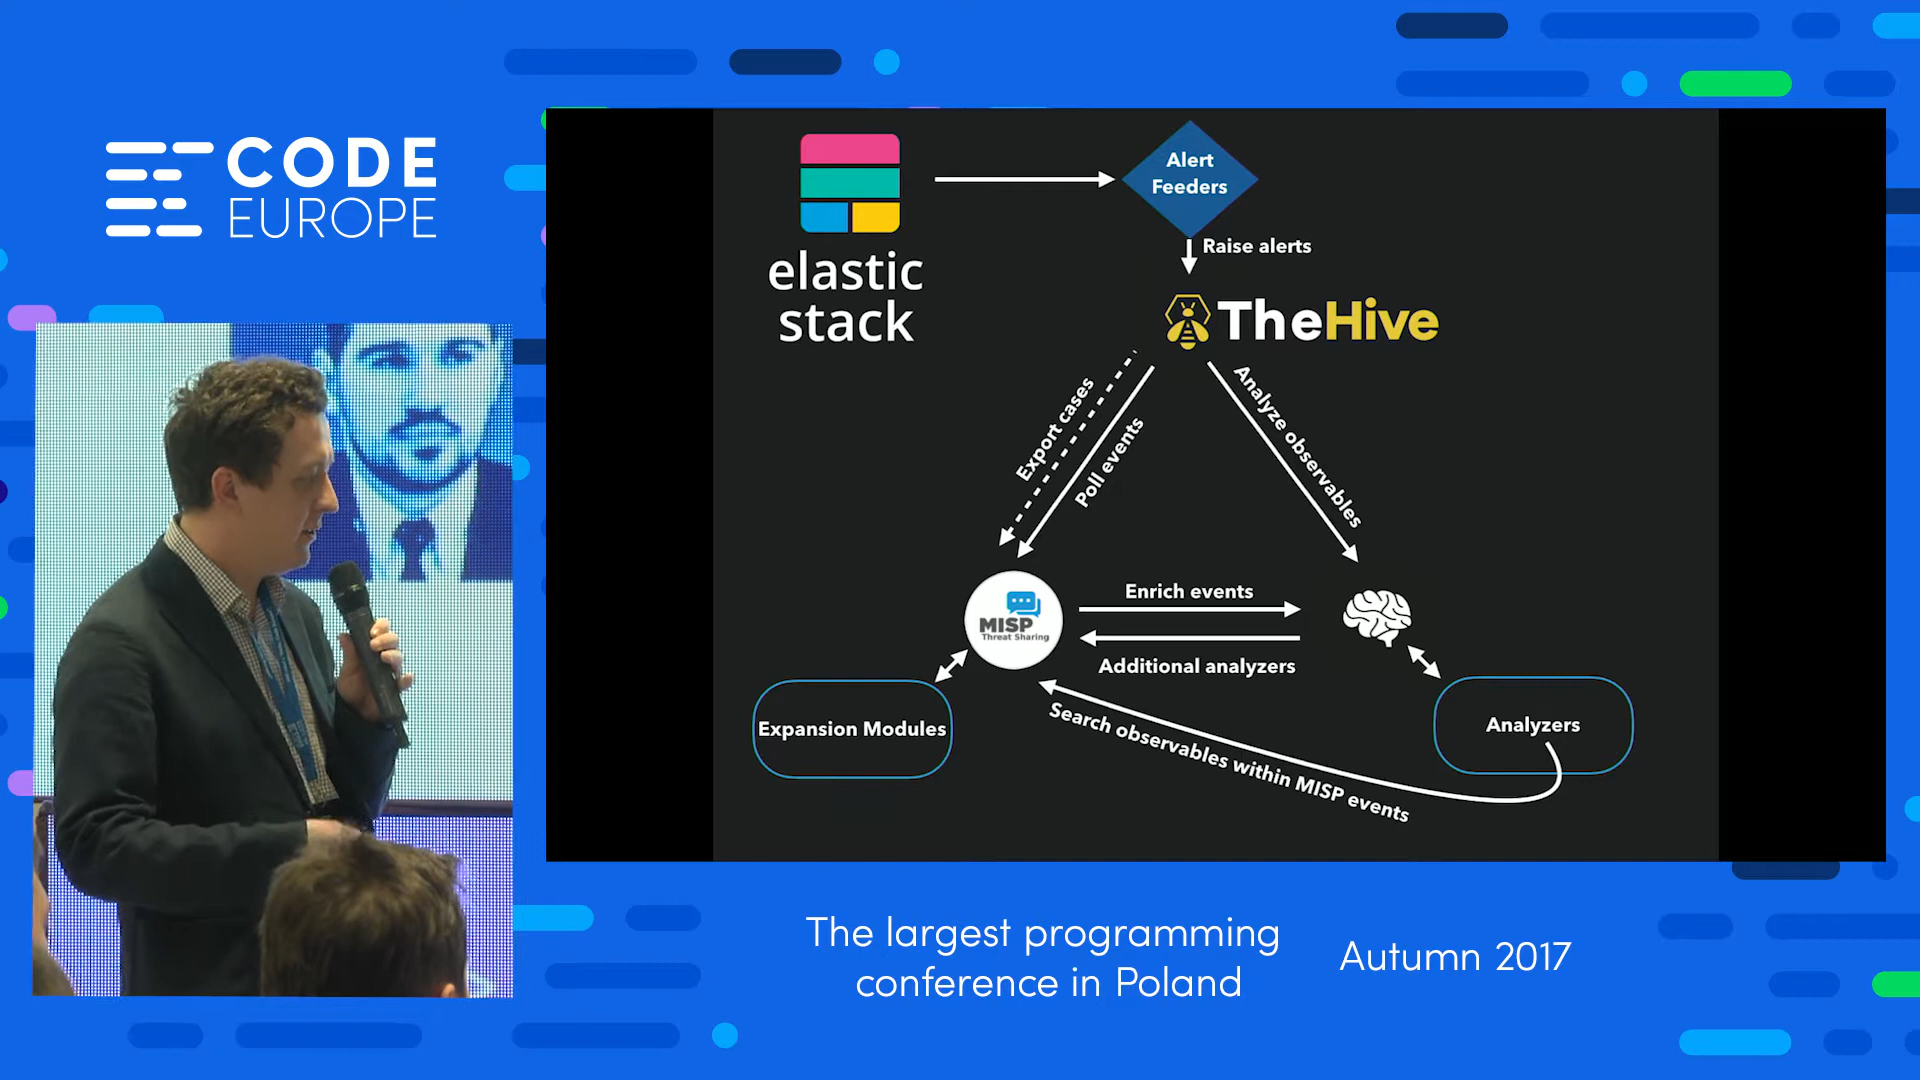 CODE
EUROPE
elastic
stack
Alert
Feeders
Raise alerts
TheHive
Export cases
Poll events
Analyze observables
MISP
Threat Sharing
Enrich events
Additional analyzers
Expansion Modules
Analyzers
Search observables within MISP events
The largest programming
conference in Poland
Autumn 2017